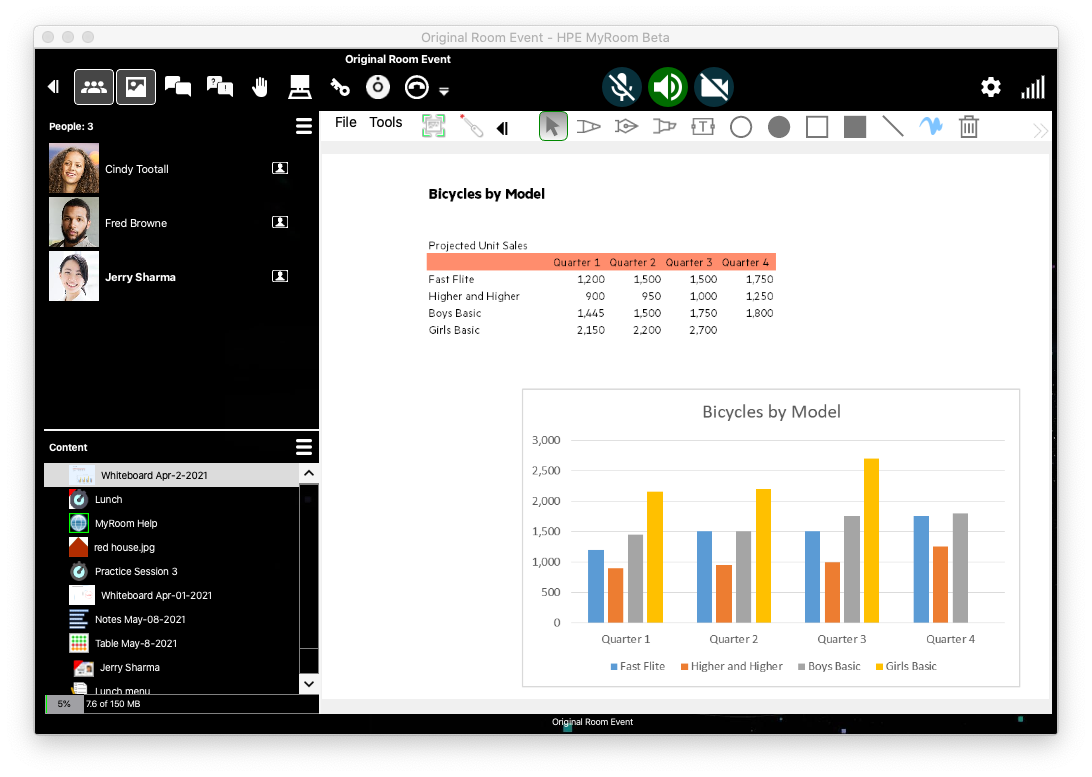 Original Room Event - HPE MyRoom Beta
Original Room Event
People: 3
Cindy Tootall
Fred Browne
Jerry Sharma
Content
Whiteboard Apr-2-2021
Lunch
MyRoom Help
red house.jpg
Practice Session 3
Whiteboard Apr-01-2021
Notes May-08-2021
Table May-8-2021
Jerry Sharma
Lunch menu
5% 7.6 of 150 MB
File Tools
Bicycles by Model
Projected Unit Sales
Quarter 1 Quarter 2 Quarter 3 Quarter 4
Fast Flite 1,200 1,500 1,500 1,750
Higher and Higher 900 950 1,000 1,250
Boys Basic 1,445 1,500 1,750 1,800
Girls Basic 2,150 2,200 2,700
Bicycles by Model
3,000
2,500
2,000
1,500
1,000
500
0
Quarter 1 Quarter 2 Quarter 3 Quarter 4
Fast Flite Higher and Higher Boys Basic Girls Basic
Original Room Event